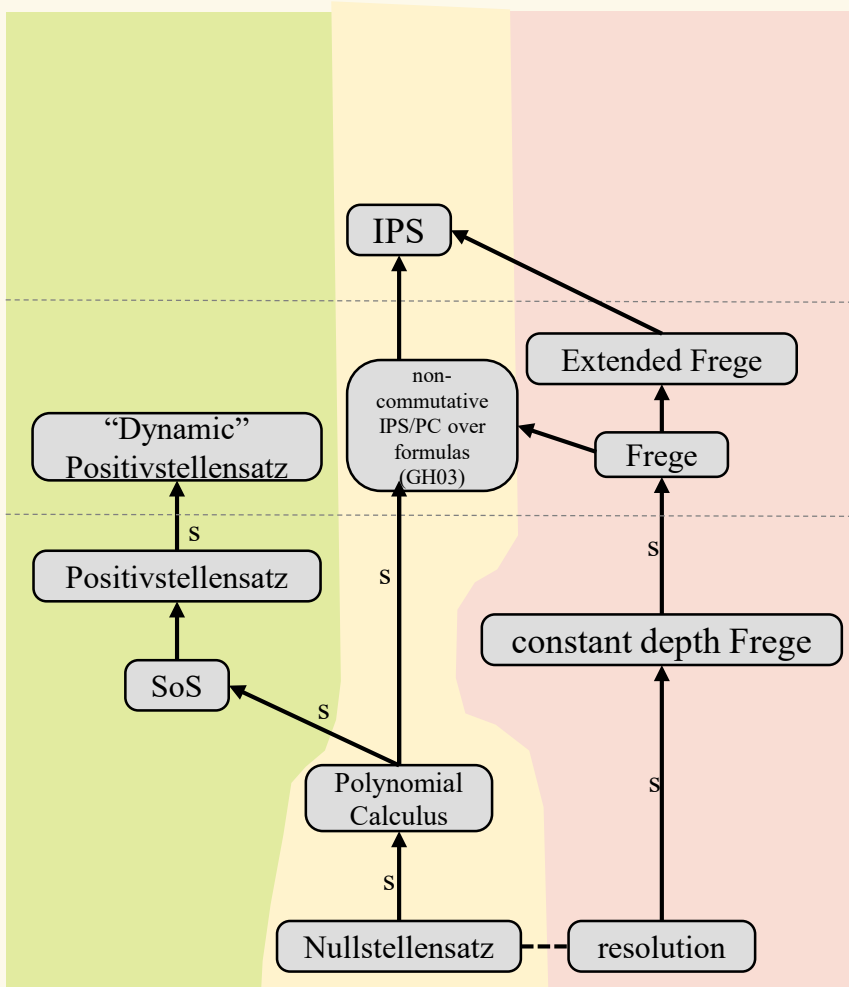 IPS
Extended Frege
non-
commutative
IPS/PC over
formulas
(GH03)
"Dynamic"
Positivstellensatz
Frege
s
s
Positivstellensatz
s
constant depth Frege
SoS
s
Polynomial
Calculus
s
s
Nullstellensatz
resolution